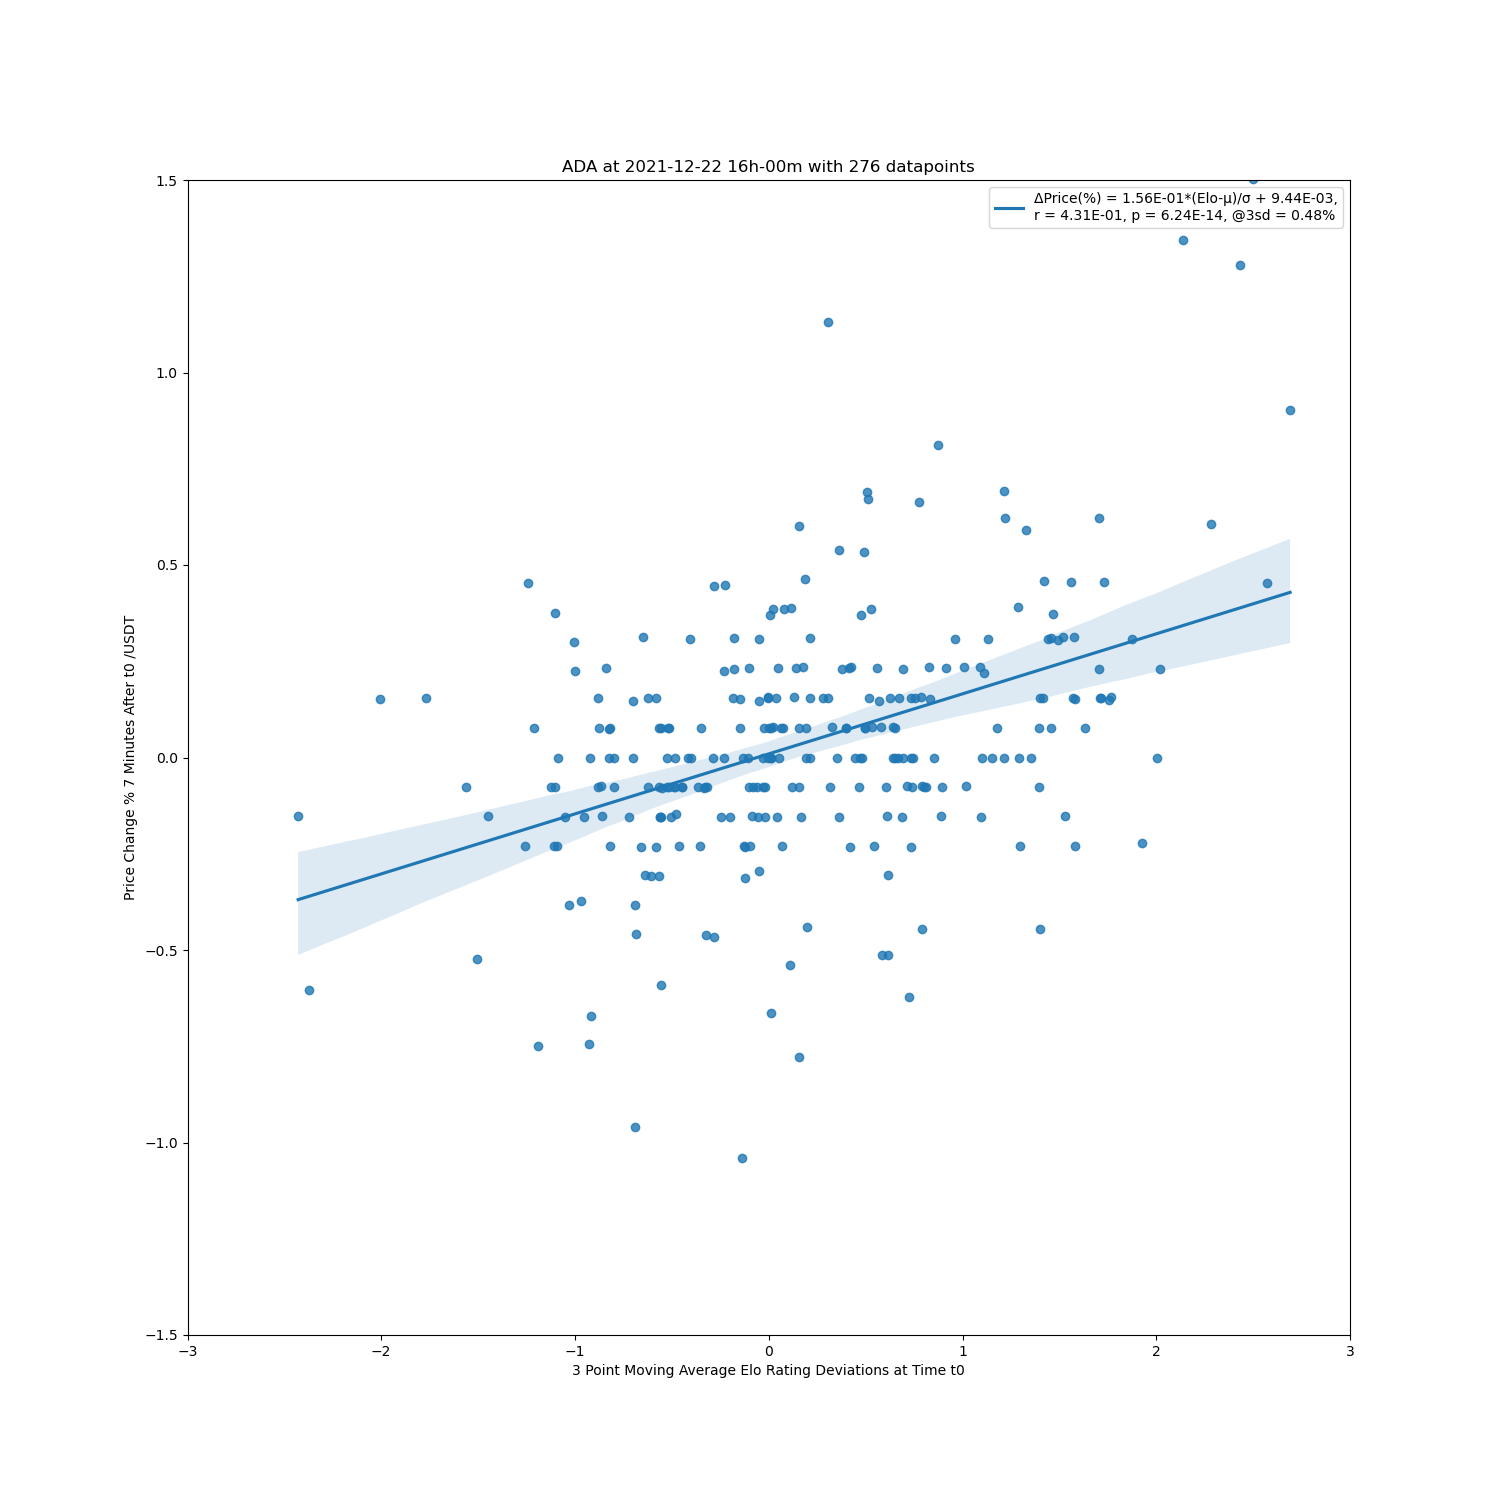 ADA at 2021-12-22 16h-00m with 276 datapoints
ΔPrice(%) = 1.56E-01*(Elo-μ)/σ + 9.44E-03,
r = 4.31E-01, p = 6.24E-14, @3sd = 0.48%
Price Change % 7 Minutes After t0 /USDT
1.5
1.0
0.5
0.0
−0.5
−1.0
−1.5
−3 −2 −1 0 1 2 3
3 Point Moving Average Elo Rating Deviations at Time t0